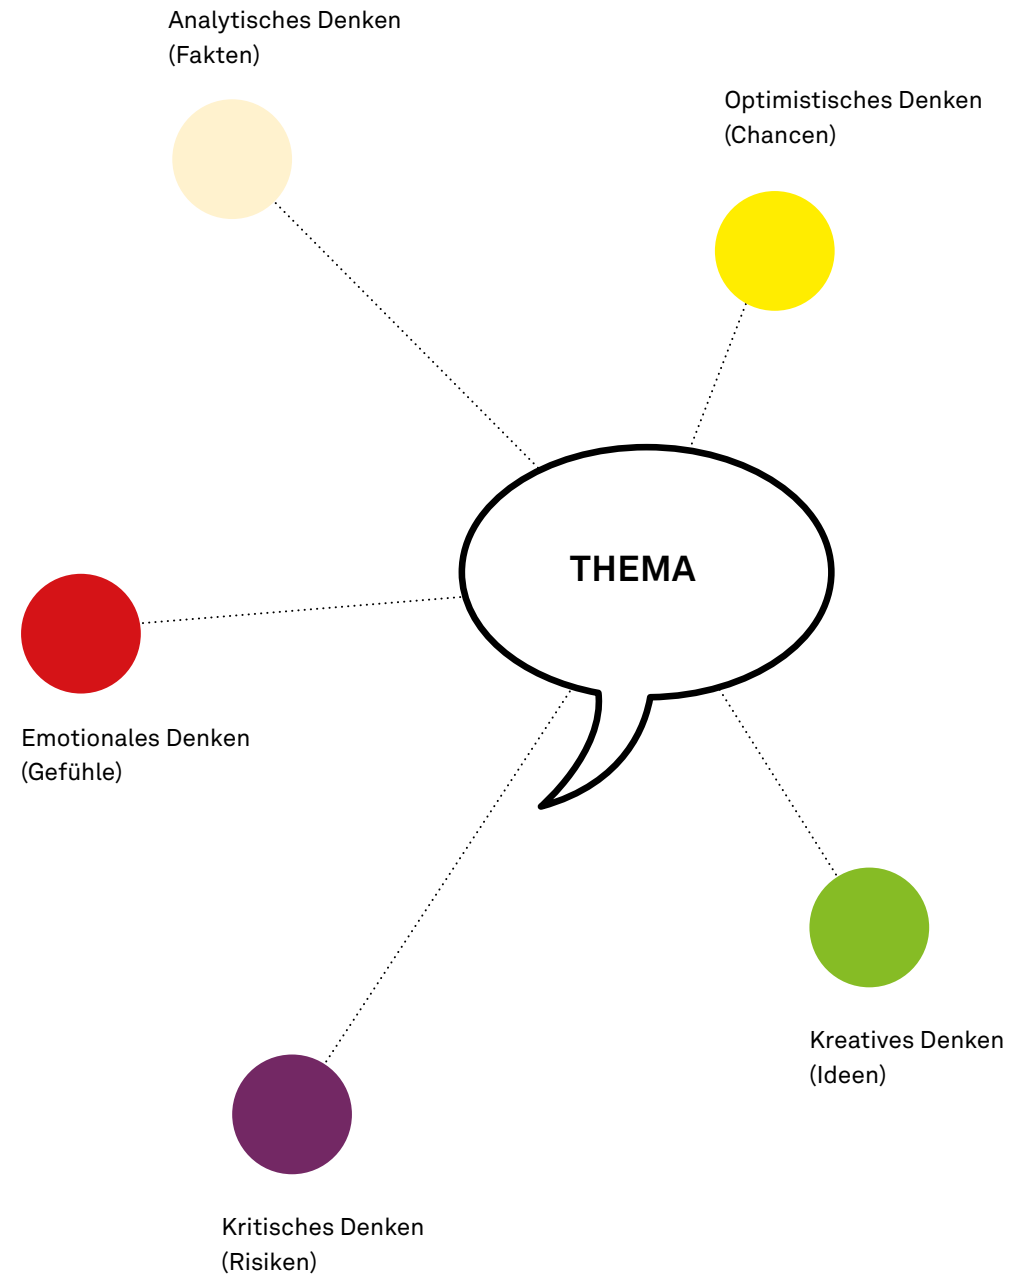 Analytisches Denken
(Fakten)
Optimistisches Denken
(Chancen)
THEMA
Emotionales Denken
(Gefühle)
Kreatives Denken
(Ideen)
Kritisches Denken
(Risiken)